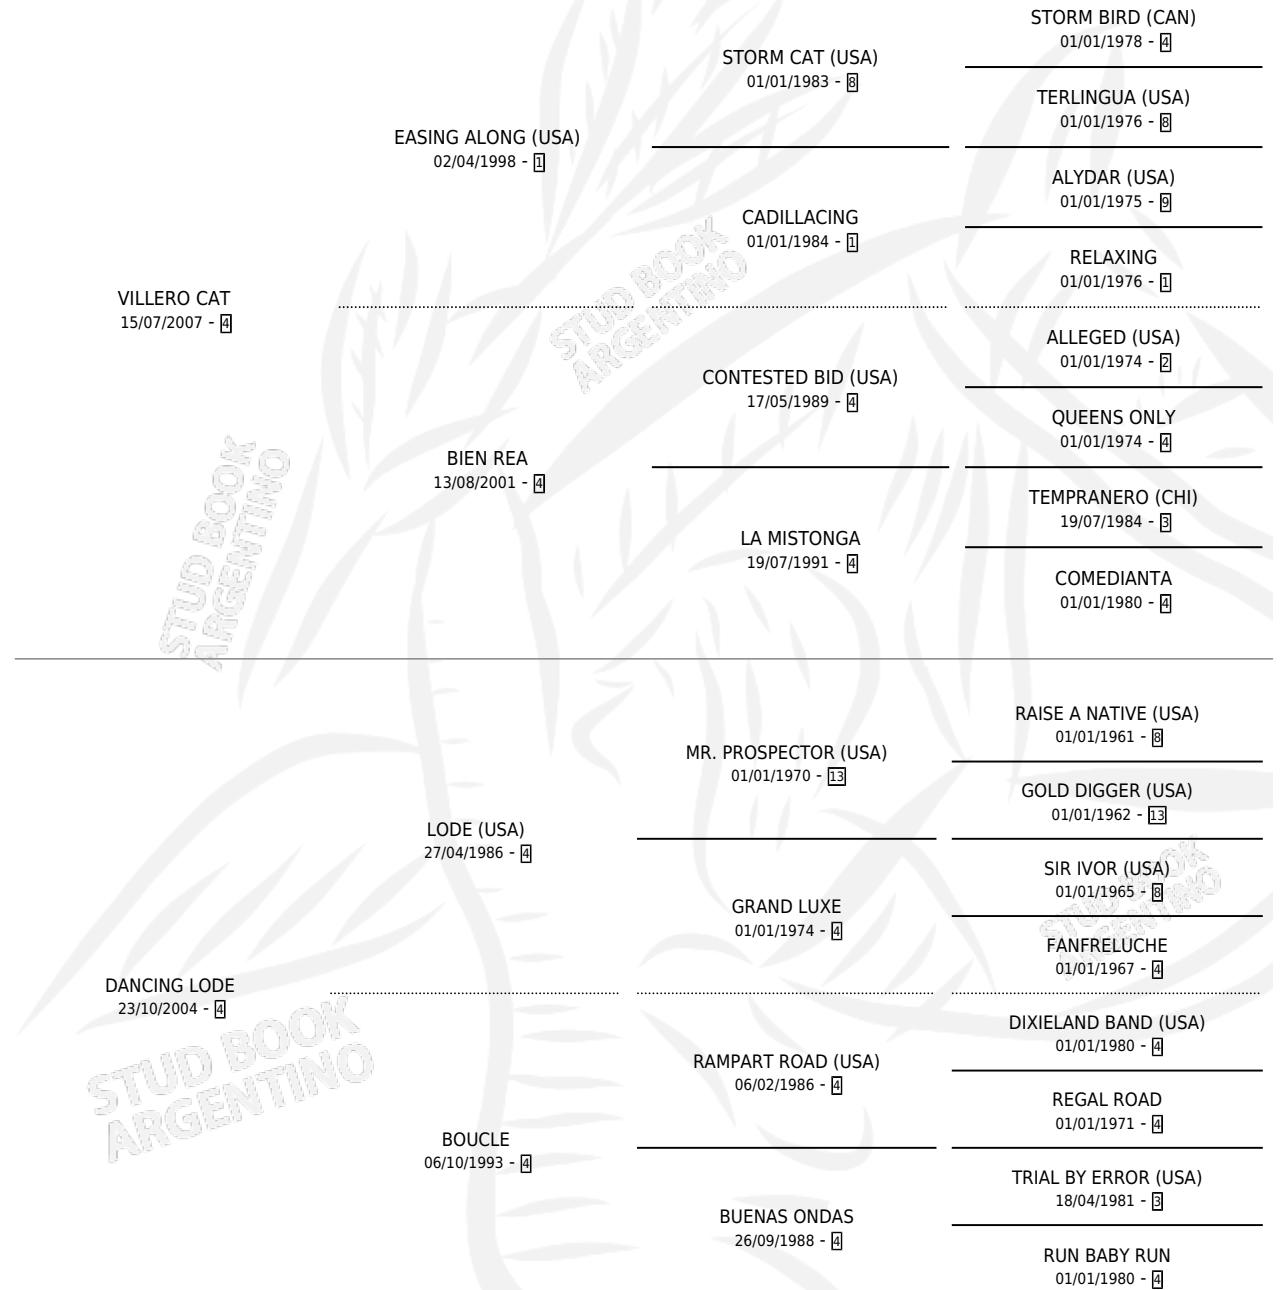 STORM BIRD (CAN)
01/01/1978 - 4
STORM CAT (USA)
01/01/1983 - 8
TERLINGUA (USA)
01/01/1976 - 8
EASING ALONG (USA)
02/04/1998 - 1
ALYDAR (USA)
01/01/1975 - 9
CADILLACING
01/01/1984 - 1
RELAXING
01/01/1976 - 1
VILLERO CAT
15/07/2007 - 4
STUD BOOK
ARGENTINO
ALLEGED (USA)
01/01/1974 - 2
CONTESTED BID (USA)
17/05/1989 - 4
QUEENS ONLY
01/01/1974 - 4
BIEN REA
13/08/2001 - 4
TEMPRANERO (CHI)
19/07/1984 - 3
LA MISTONGA
19/07/1991 - 4
COMEDIANTA
01/01/1980 - 4
STUD BOOK
ARGENTINO
RAISE A NATIVE (USA)
01/01/1961 - 8
MR. PROSPECTOR (USA)
01/01/1970 - 13
GOLD DIGGER (USA)
01/01/1962 - 13
LODE (USA)
27/04/1986 - 4
SIR IVOR (USA)
01/01/1965 - 8
GRAND LUXE
01/01/1974 - 4
FANFRELUCHE
01/01/1967 - 4
STUD BOOK
ARGENTINO
DANCING LODE
23/10/2004 - 4
DIXIELAND BAND (USA)
01/01/1980 - 4
RAMPART ROAD (USA)
06/02/1986 - 4
REGAL ROAD
01/01/1971 - 4
STUD BOOK
ARGENTINO
BOUCLE
06/10/1993 - 4
TRIAL BY ERROR (USA)
18/04/1981 - 3
BUENAS ONDAS
26/09/1988 - 4
RUN BABY RUN
01/01/1980 - 4